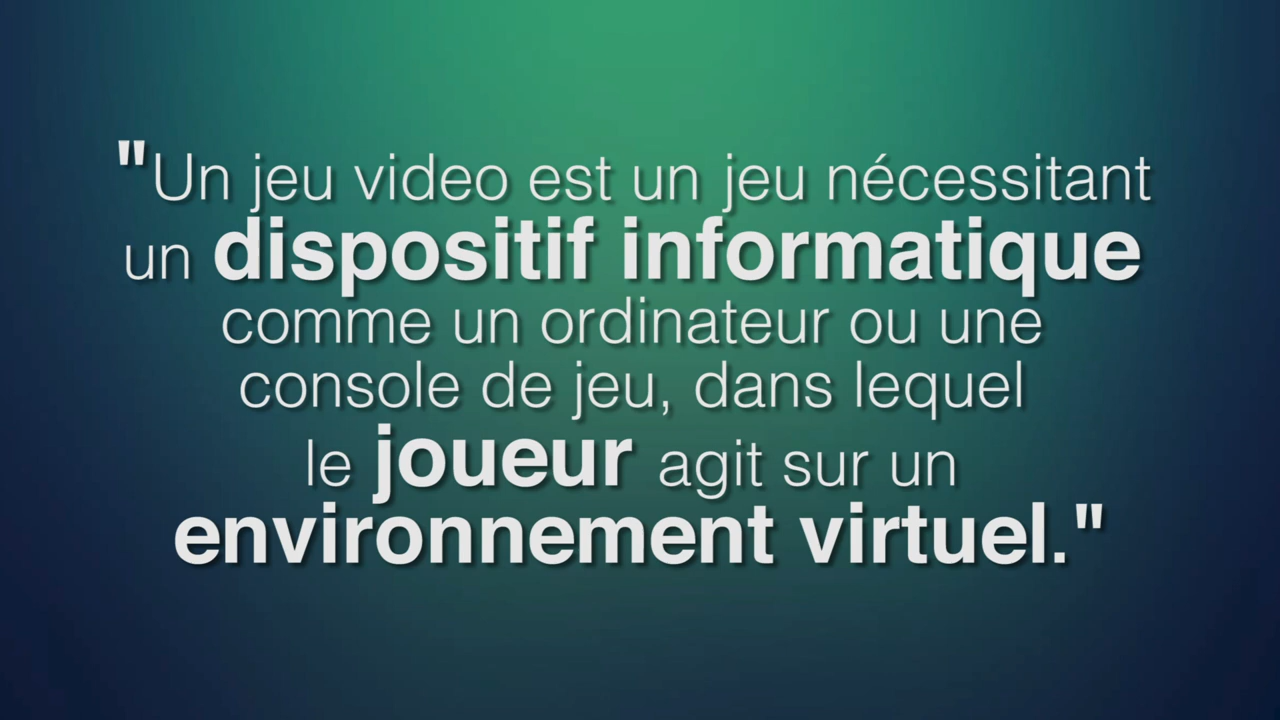 "Un jeu video est un jeu nécessitant
un dispositif informatique
comme un ordinateur ou une
console de jeu, dans lequel
le joueur agit sur un
environnement virtuel."